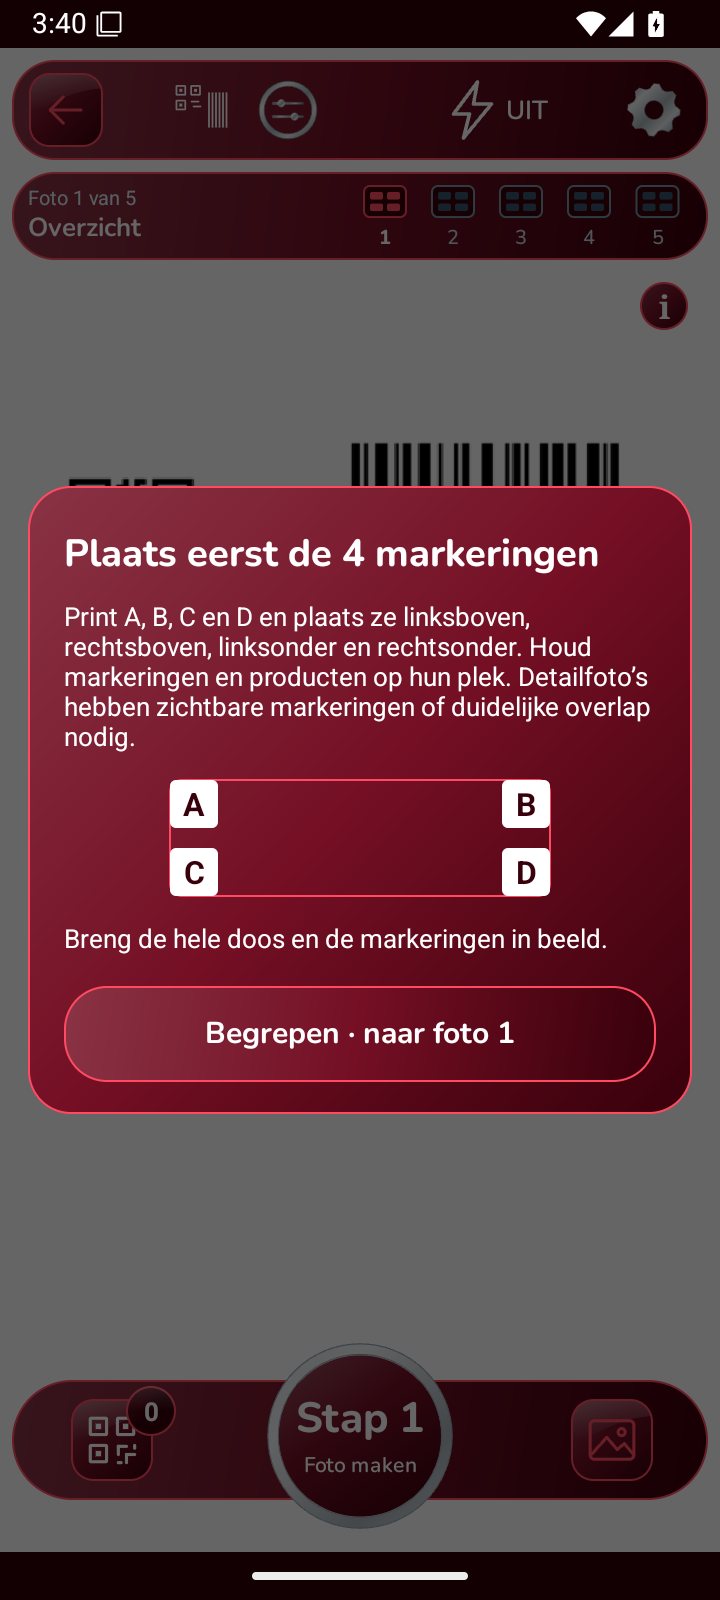 3:40
UIT
Foto 1 van 5
Overzicht
1 2 3 4 5
i
Plaats eerst de 4 markeringen
Print A, B, C en D en plaats ze linksboven,
rechtsboven, linksonder en rechtsonder. Houd
markeringen en producten op hun plek. Detailfoto’s
hebben zichtbare markeringen of duidelijke overlap
nodig.
A B
C D
Breng de hele doos en de markeringen in beeld.
Begrepen · naar foto 1
0
Stap 1
Foto maken